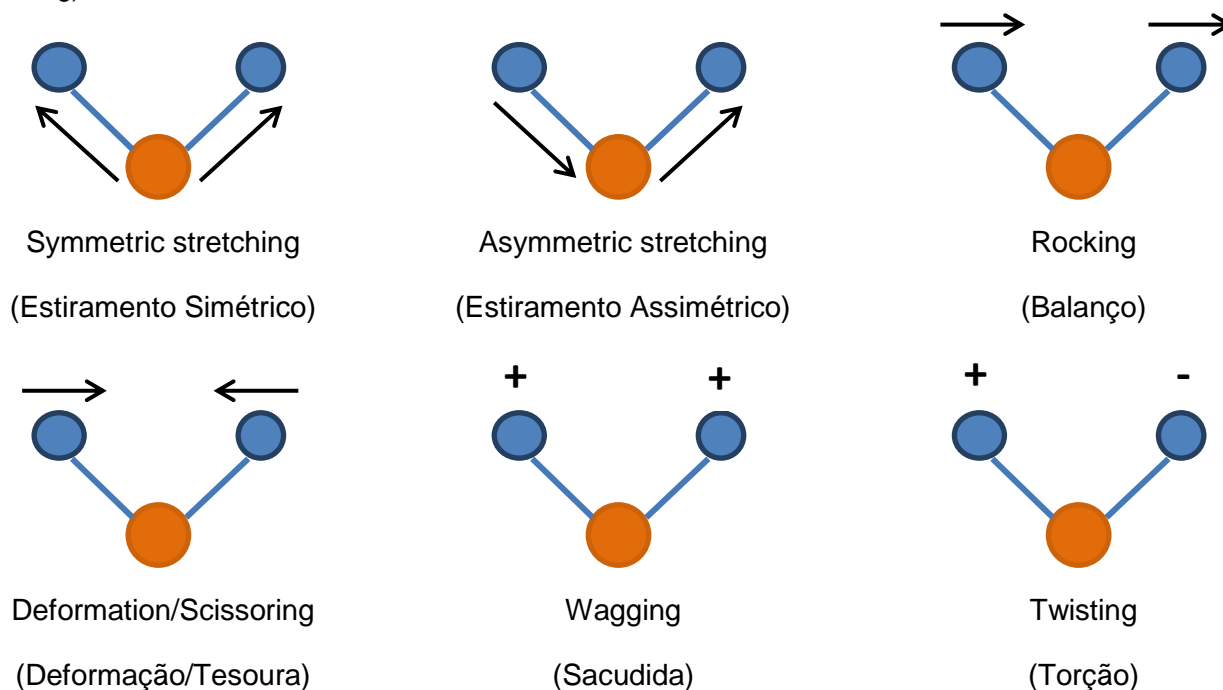 g,
Symmetric stretching
Asymmetric stretching
Rocking
(Estiramento Simétrico)
(Estiramento Assimétrico)
(Balanço)
+ + + -
Deformation/Scissoring
Wagging
Twisting
(Deformação/Tesoura)
(Sacudida)
(Torção)